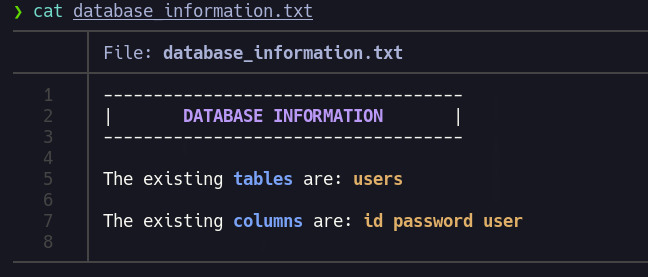 ❯ cat database_information.txt
File: database_information.txt
1 ------------------------------------
2 |       DATABASE INFORMATION       |
3 ------------------------------------
4
5 The existing tables are: users
6
7 The existing columns are: id password user
8